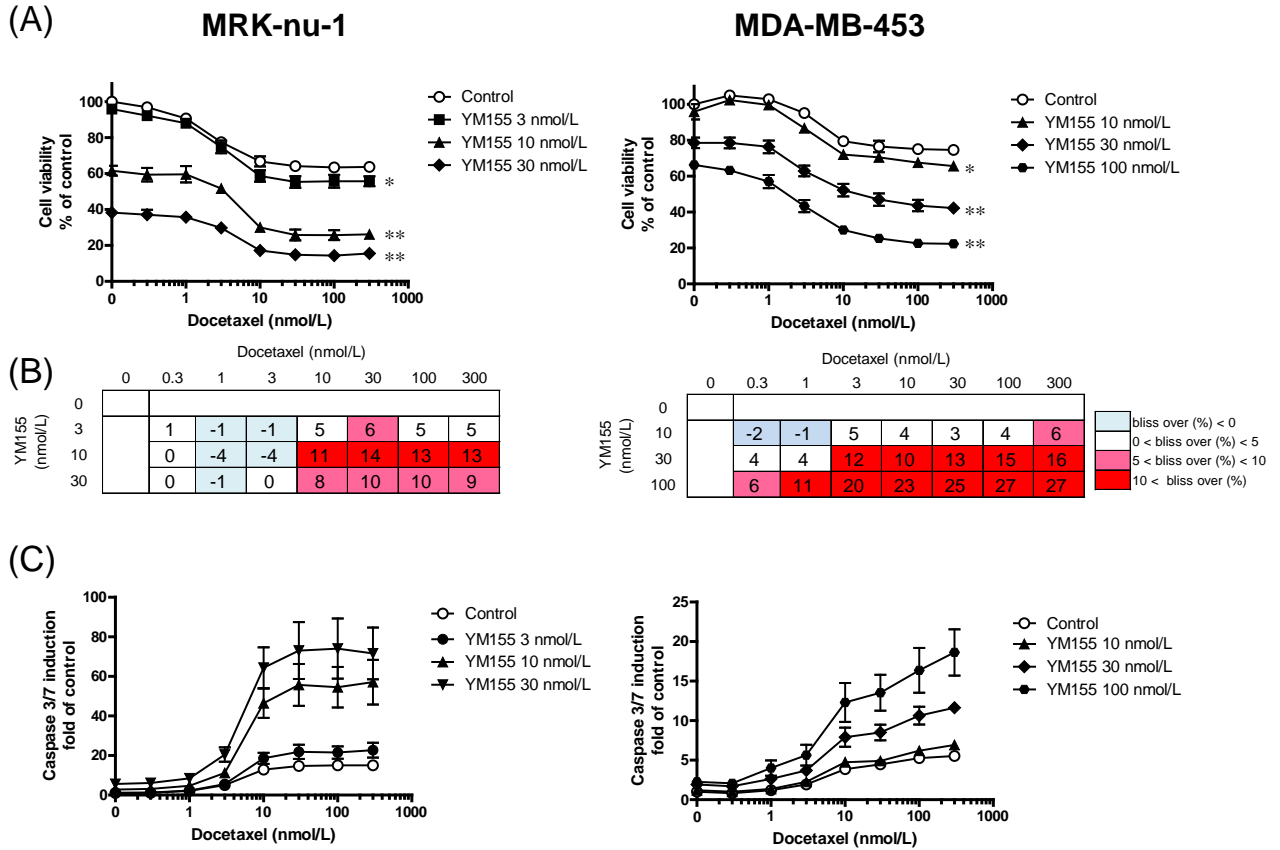 (A)
MRK-nu-1
MDA-MB-453
Cell viability
% of control
100
80
60
40
20
0
0 1 10 100 1000
Docetaxel (nmol/L)
Control
YM155 3 nmol/L
YM155 10 nmol/L
YM155 30 nmol/L
*
**
**
Cell viability
% of control
100
80
60
40
20
0
0 1 10 100 1000
Docetaxel (nmol/L)
Control
YM155 10 nmol/L
YM155 30 nmol/L
YM155 100 nmol/L
*
**
**
(B)
Docetaxel (nmol/L)
0 0.3 1 3 10 30 100 300
YM155
(nmol/L)
0
3 1 -1 -1 5 6 5 5
10 0 -4 -4 11 14 13 13
30 0 -1 0 8 10 10 9
Docetaxel (nmol/L)
0 0.3 1 3 10 30 100 300
YM155
(nmol/L)
0
10 -2 -1 5 4 3 4 6
30 4 4 12 10 13 15 16
100 6 11 20 23 25 27 27
bliss over (%) < 0
0 < bliss over (%) < 5
5 < bliss over (%) < 10
10 < bliss over (%)
(C)
Caspase 3/7 induction
fold of control
100
80
60
40
20
0
0 1 10 100 1000
Docetaxel (nmol/L)
Control
YM155 3 nmol/L
YM155 10 nmol/L
YM155 30 nmol/L
Caspase 3/7 induction
fold of control
25
20
15
10
5
0
0 1 10 100 1000
Docetaxel (nmol/L)
Control
YM155 10 nmol/L
YM155 30 nmol/L
YM155 100 nmol/L